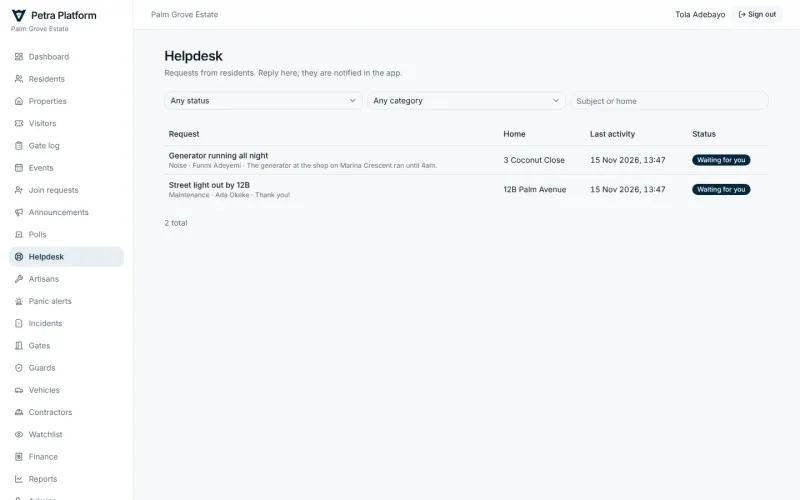 Petra Platform
Palm Grove Estate
Palm Grove Estate
Tola Adebayo
Sign out
Dashboard
Residents
Properties
Visitors
Gate log
Events
Join requests
Announcements
Polls
Helpdesk
Artisans
Panic alerts
Incidents
Gates
Guards
Vehicles
Contractors
Watchlist
Finance
Reports
Helpdesk
Requests from residents. Reply here; they are notified in the app.
Any status
Any category
Subject or home
Request Home Last activity Status
Generator running all night
Noise · Funmi Adeyemi · The generator at the shop on Marina Crescent ran until 4am.
3 Coconut Close 15 Nov 2026, 13:47 Waiting for you
Street light out by 12B
Maintenance · Ada Okeke · Thank you!
12B Palm Avenue 15 Nov 2026, 13:47 Waiting for you
2 total